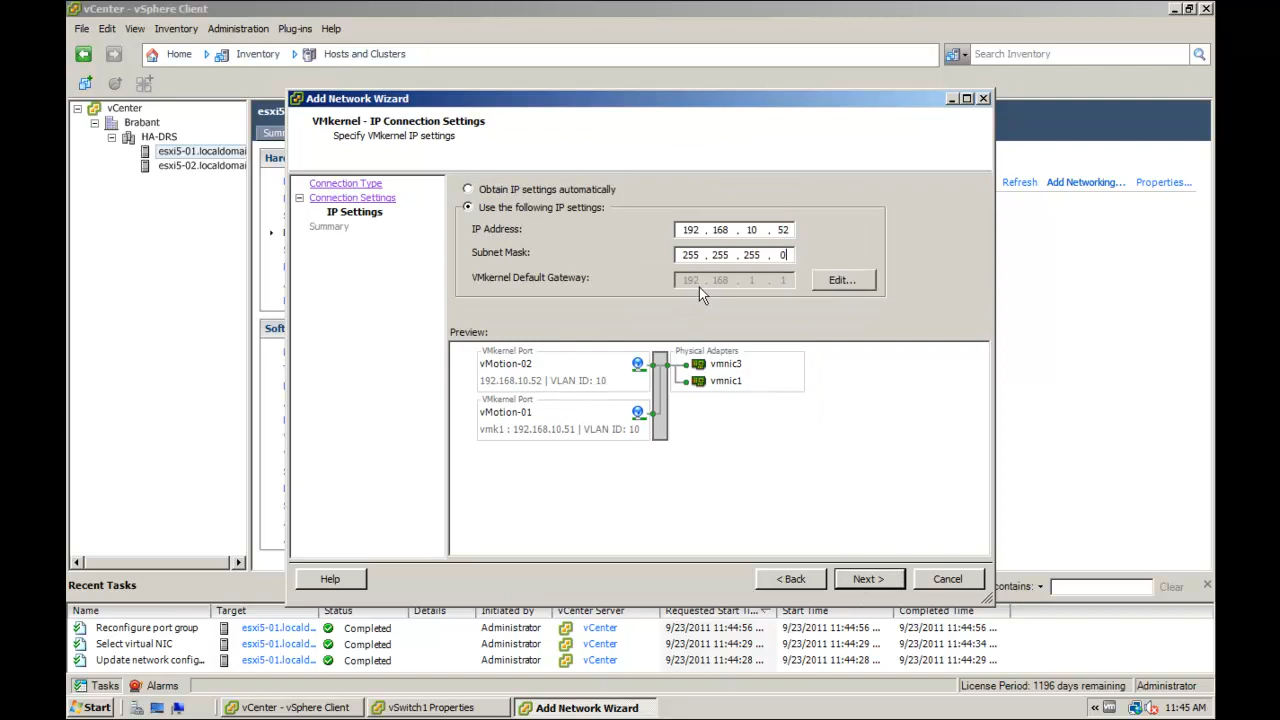 vCenter - vSphere Client
File Edit View Inventory Administration Plug-ins Help
Home Inventory Hosts and Clusters Search Inventory
vCenter
Brabant
HA-DRS
esxi5-01.localdomai
esxi5-02.localdomai
esxi5
Sum
Har
Soft
Refresh Add Networking... Properties...
Add Network Wizard
VMkernel - IP Connection Settings
Specify VMkernel IP settings
Connection Type
Connection Settings
IP Settings
Summary
Obtain IP settings automatically
Use the following IP settings:
IP Address: 192 . 168 . 10 . 52
Subnet Mask: 255 . 255 . 255 . 0
VMkernel Default Gateway: 192 . 168 . 1 . 1 Edit...
Preview:
VMkernel Port
vMotion-02
192.168.10.52 | VLAN ID: 10
VMkernel Port
vMotion-01
vmk1 : 192.168.10.51 | VLAN ID: 10
Physical Adapters
vmnic3
vmnic1
Help < Back Next > Cancel
Recent Tasks contains: Clear
Name Target Status Details Initiated by vCenter Server Requested Start Ti... Start Time Completed Time
Reconfigure port group esxi5-01.locald... Completed Administrator vCenter 9/23/2011 11:44:56 ... 9/23/2011 11:44:56 ... 9/23/2011 11:44:56 ...
Select virtual NIC esxi5-01.locald... Completed Administrator vCenter 9/23/2011 11:44:29 ... 9/23/2011 11:44:29 ... 9/23/2011 11:44:34 ...
Update network config... esxi5-01.locald... Completed Administrator vCenter 9/23/2011 11:44:28 ... 9/23/2011 11:44:28 ... 9/23/2011 11:44:29 ...
Tasks Alarms License Period: 1196 days remaining Administrator
Start vCenter - vSphere Client vSwitch1 Properties Add Network Wizard 11:45 AM